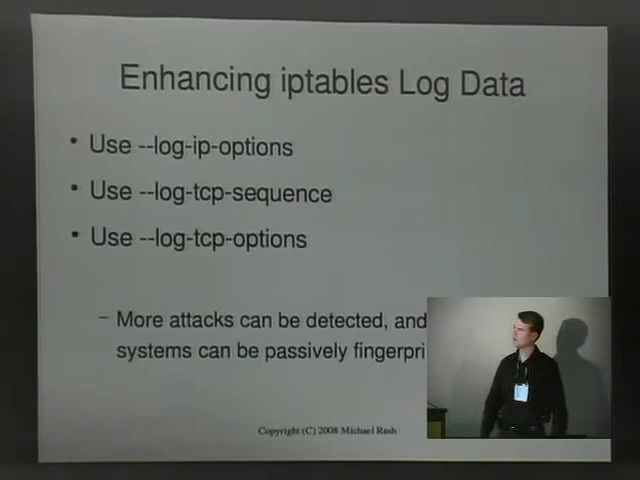 Enhancing iptables Log Data
• Use --log-ip-options
• Use --log-tcp-sequence
• Use --log-tcp-options
– More attacks can be detected, and
systems can be passively fingerpri
Copyright (C) 2008 Michael Rash